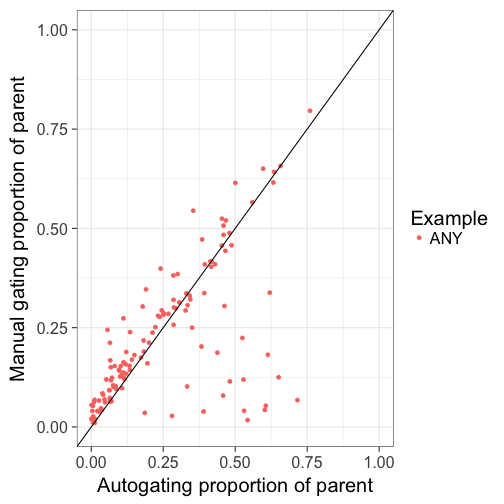 1.00
0.75
0.50
0.25
0.00
Manual gating proportion of parent
0.00 0.25 0.50 0.75 1.00
Autogating proportion of parent
Example
ANY